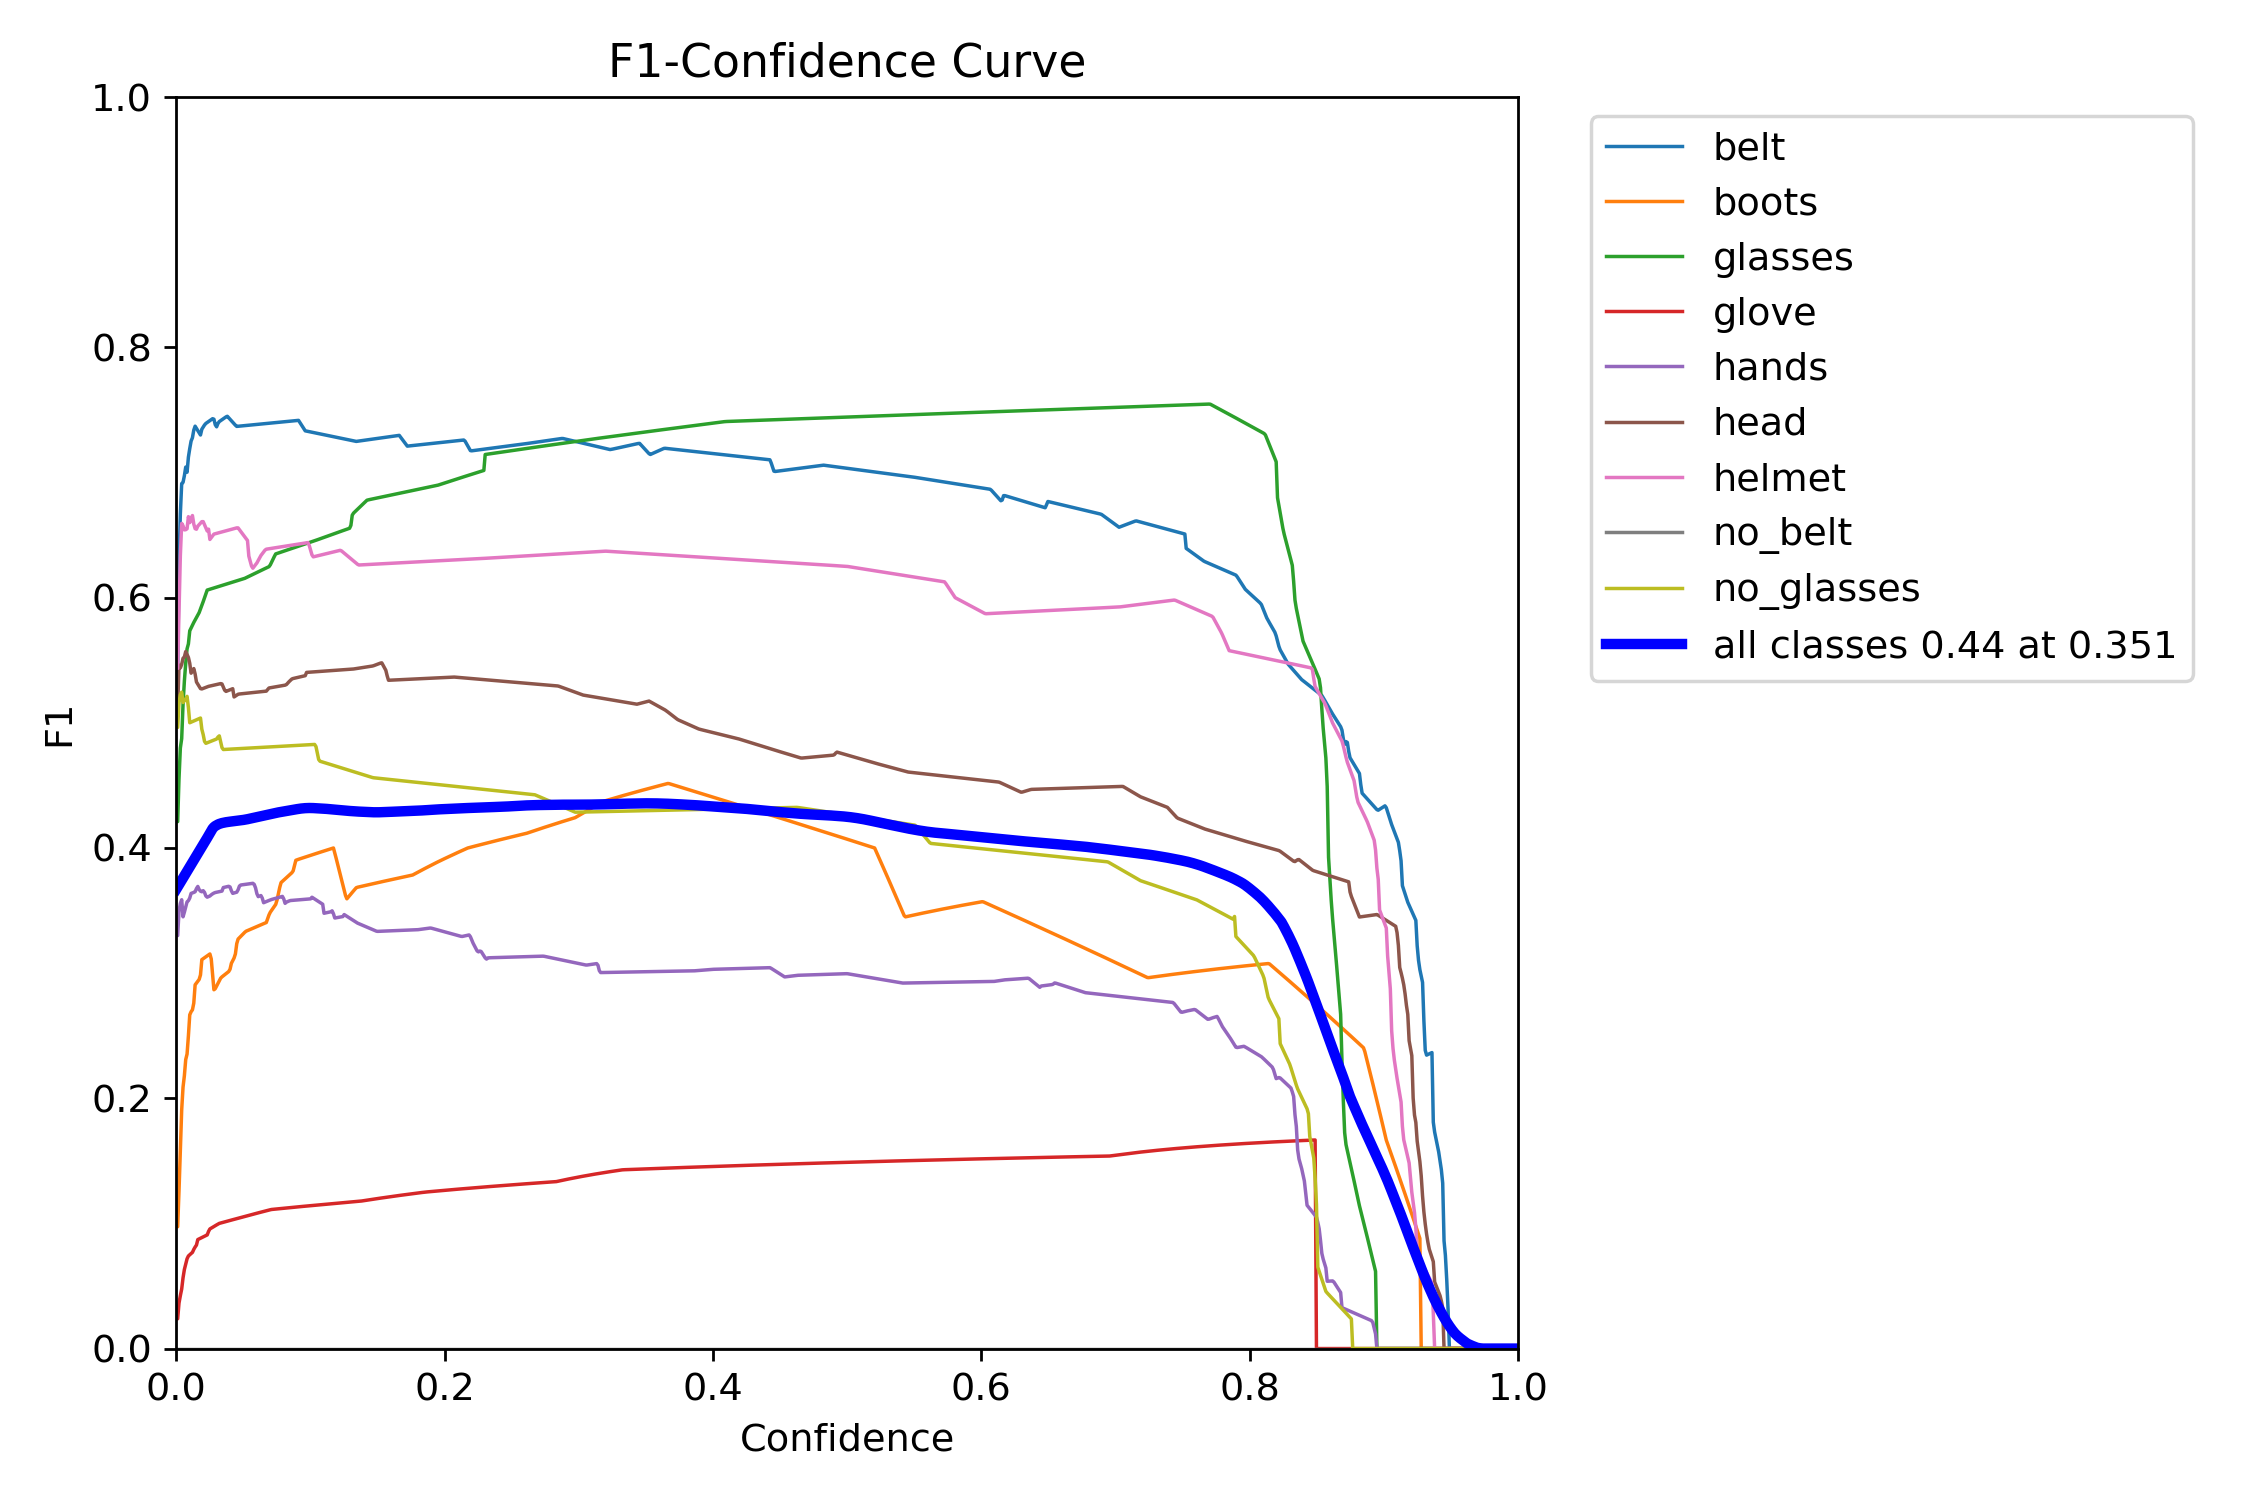 F1-Confidence Curve
1.0
0.8
0.6
0.4
0.2
0.0
F1
0.0 0.2 0.4 0.6 0.8 1.0
Confidence
belt
boots
glasses
glove
hands
head
helmet
no_belt
no_glasses
all classes 0.44 at 0.351